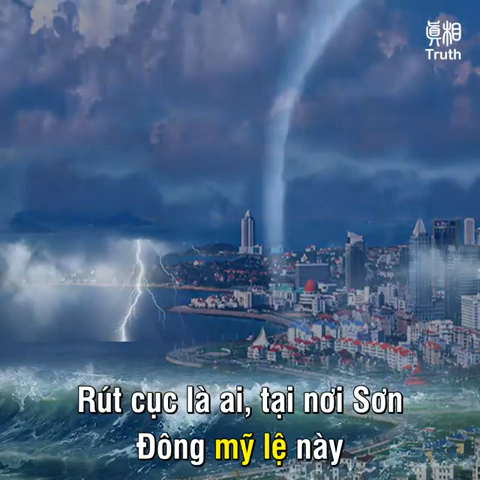 真相
Truth
Rút cục là ai, tại nơi Sơn
Đông mỹ lệ này